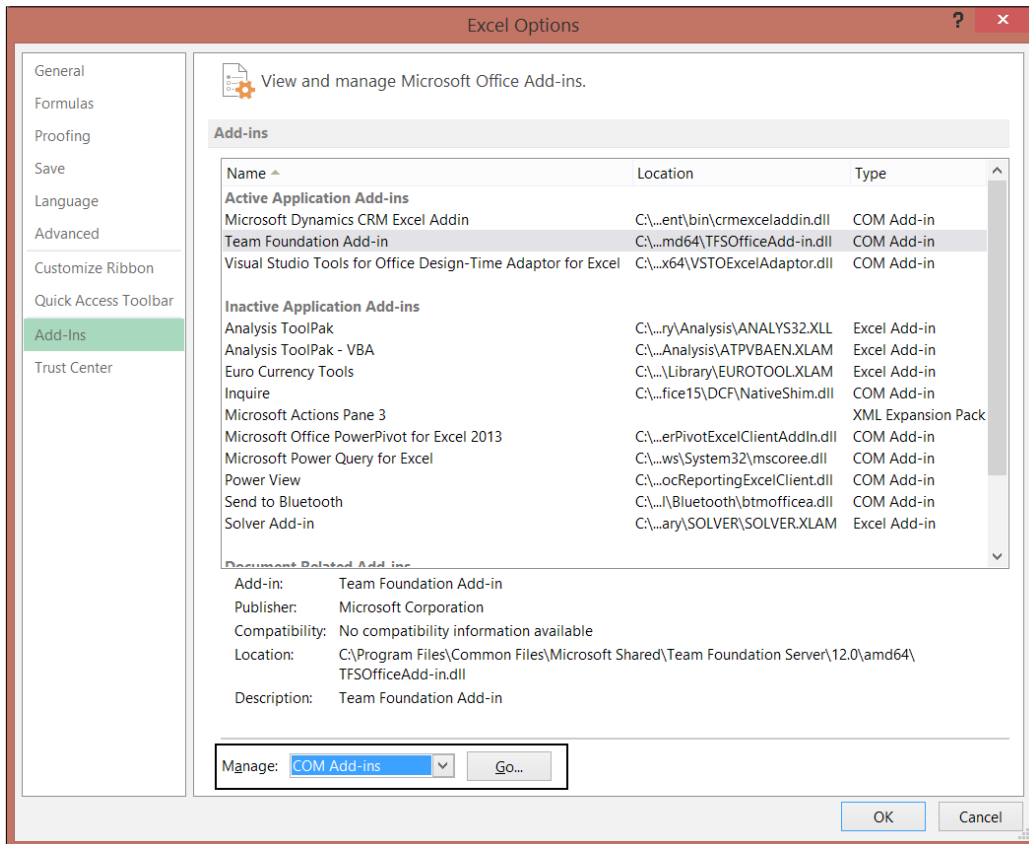 Excel Options
?
General
Formulas
Proofing
Save
Language
Advanced
Customize Ribbon
Quick Access Toolbar
Add-Ins
Trust Center
View and manage Microsoft Office Add-ins.
Add-ins
Name Location Type
Active Application Add-ins
Microsoft Dynamics CRM Excel Addin C:\...ent\bin\crmexceladdin.dll COM Add-in
Team Foundation Add-in C:\...md64\TFSOfficeAdd-in.dll COM Add-in
Visual Studio Tools for Office Design-Time Adaptor for Excel C:\...x64\VSTOExcelAdaptor.dll COM Add-in
Inactive Application Add-ins
Analysis ToolPak C:\...ry\Analysis\ANALYS32.XLL Excel Add-in
Analysis ToolPak - VBA C:\...Analysis\ATPVBAEN.XLAM Excel Add-in
Euro Currency Tools C:\...\Library\EUROTOOL.XLAM Excel Add-in
Inquire C:\...fice15\DCF\NativeShim.dll COM Add-in
Microsoft Actions Pane 3 XML Expansion Pack
Microsoft Office PowerPivot for Excel 2013 C:\...erPivotExcelClientAddIn.dll COM Add-in
Microsoft Power Query for Excel C:\...ws\System32\mscoree.dll COM Add-in
Power View C:\...ocReportingExcelClient.dll COM Add-in
Send to Bluetooth C:\...l\Bluetooth\btmofficea.dll COM Add-in
Solver Add-in C:\...ary\SOLVER\SOLVER.XLAM Excel Add-in
Document Related Add-ins
Add-in: Team Foundation Add-in
Publisher: Microsoft Corporation
Compatibility: No compatibility information available
Location: C:\Program Files\Common Files\Microsoft Shared\Team Foundation Server\12.0\amd64\
TFSOfficeAdd-in.dll
Description: Team Foundation Add-in
Manage: COM Add-ins Go...
OK Cancel